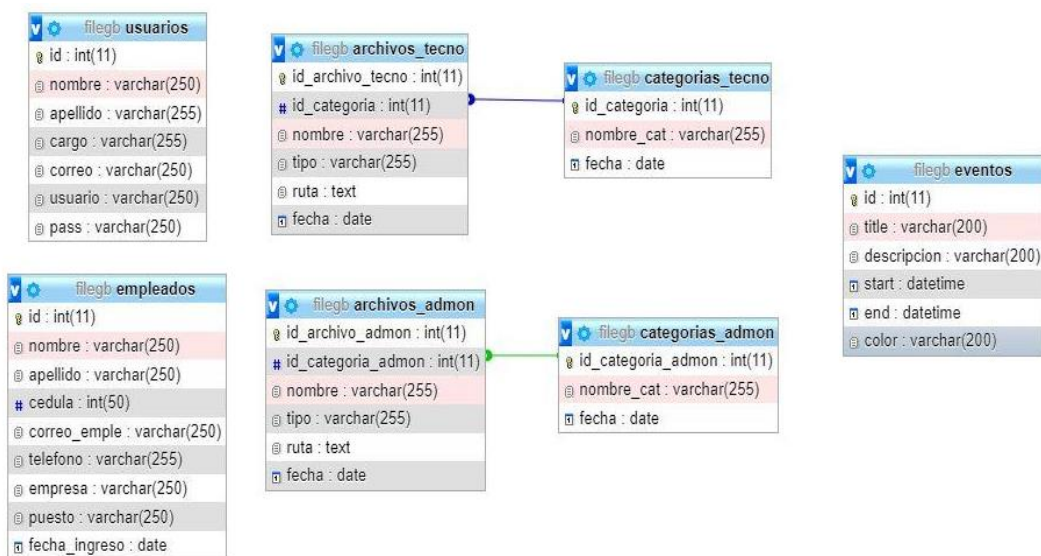 filegb usuarios
id : int(11)
nombre : varchar(250)
apellido : varchar(255)
cargo : varchar(255)
correo : varchar(250)
usuario : varchar(250)
pass : varchar(250)
filegb archivos_tecno
id_archivo_tecno : int(11)
# id_categoria : int(11)
nombre : varchar(255)
tipo : varchar(255)
ruta : text
fecha : date
filegb categorias_tecno
id_categoria : int(11)
nombre_cat : varchar(255)
fecha : date
filegb eventos
id : int(11)
title : varchar(200)
descripcion : varchar(200)
start : datetime
end : datetime
color : varchar(200)
filegb empleados
id : int(11)
nombre : varchar(250)
apellido : varchar(250)
# cedula : int(50)
correo_emple : varchar(250)
telefono : varchar(255)
empresa : varchar(250)
puesto : varchar(250)
fecha_ingreso : date
filegb archivos_admon
id_archivo_admon : int(11)
# id_categoria_admon : int(11)
nombre : varchar(255)
tipo : varchar(255)
ruta : text
fecha : date
filegb categorias_admon
id_categoria_admon : int(11)
nombre_cat : varchar(255)
fecha : date